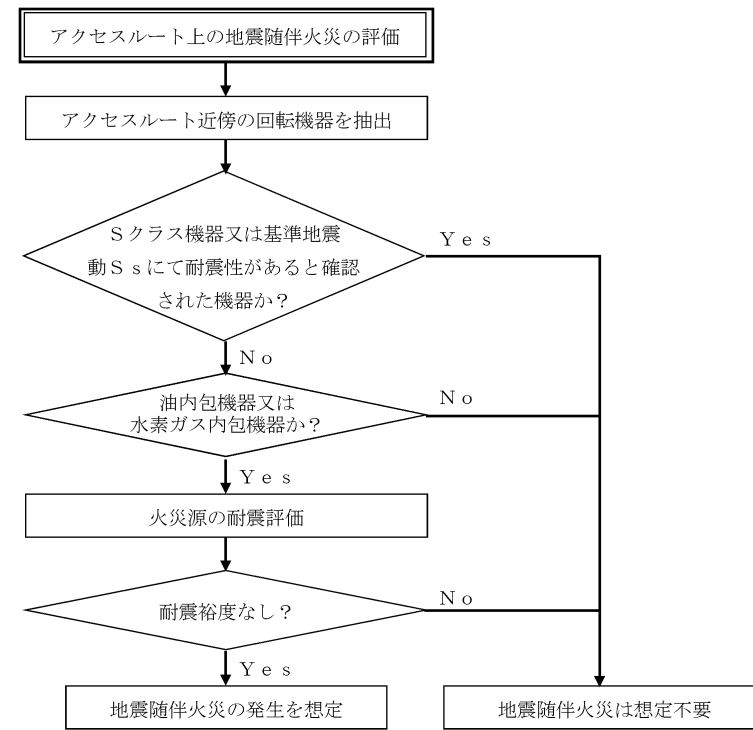 アクセスルート上の地震随伴火災の評価
アクセスルート近傍の回転機器を抽出
Ｓクラス機器又は基準地震
動Ｓｓにて耐震性があると確認
された機器か？
Ｙｅｓ
Ｎｏ
油内包機器又は
水素ガス内包機器か？
Ｎｏ
Ｙｅｓ
火災源の耐震評価
耐震裕度なし？
Ｎｏ
Ｙｅｓ
地震随伴火災の発生を想定
地震随伴火災は想定不要